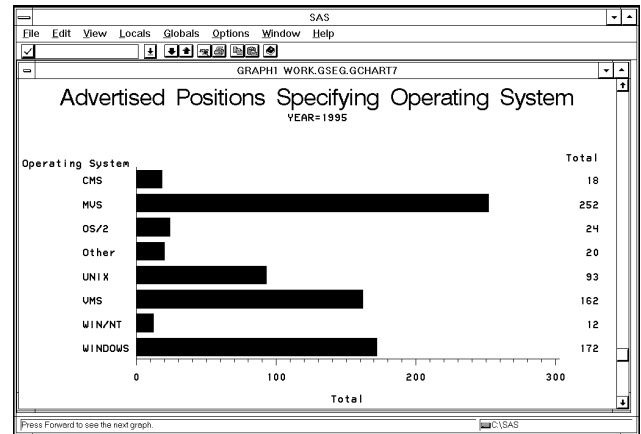 SAS
File Edit View Locals Globals Options Window Help
GRAPH1 WORK.GSEG.GCHART7
Advertised Positions Specifying Operating System
YEAR=1995
Operating System Total
CMS 18
MVS 252
OS/2 24
Other 20
UNIX 93
VMS 162
WIN/NT 12
WINDOWS 172
0 100 200 300
Total
Press Forward to see the next graph. C:\SAS